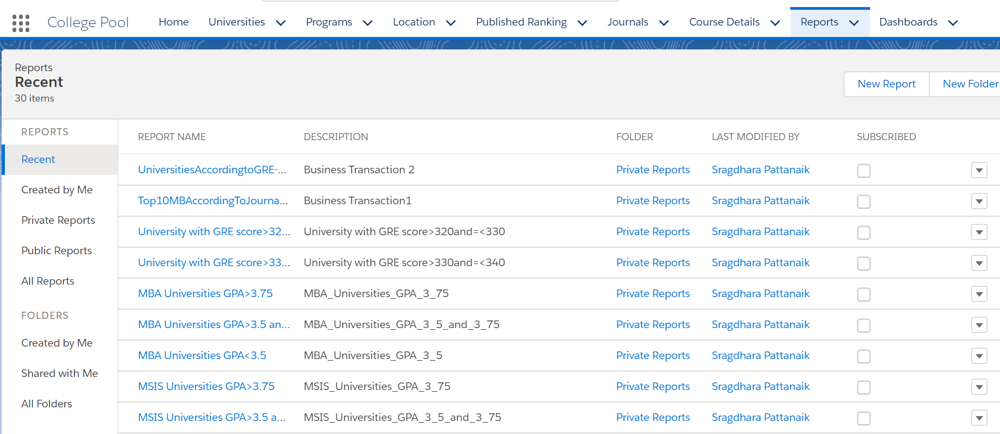 College Pool Home Universities Programs Location Published Ranking Journals Course Details Reports Dashboards
Reports
Recent
30 items
New Report New Folder
REPORTS
Recent
Created by Me
Private Reports
Public Reports
All Reports
FOLDERS
Created by Me
Shared with Me
All Folders
REPORT NAME DESCRIPTION FOLDER LAST MODIFIED BY SUBSCRIBED
UniversitiesAccordingtoGRE-... Business Transaction 2 Private Reports Sragdhara Pattanaik
Top10MBAAccordingToJourna... Business Transaction1 Private Reports Sragdhara Pattanaik
University with GRE score>32... University with GRE score>320and=<330 Private Reports Sragdhara Pattanaik
University with GRE score>33... University with GRE score>330and=<340 Private Reports Sragdhara Pattanaik
MBA Universities GPA>3.75 MBA_Universities_GPA_3_75 Private Reports Sragdhara Pattanaik
MBA Universities GPA>3.5 an... MBA_Universities_GPA_3_5_and_3_75 Private Reports Sragdhara Pattanaik
MBA Universities GPA<3.5 MBA_Universities_GPA_3_5 Private Reports Sragdhara Pattanaik
MSIS Universities GPA>3.75 MSIS_Universities_GPA_3_75 Private Reports Sragdhara Pattanaik
MSIS Universities GPA>3.5 a... MSIS_Universities_GPA_3_5_and_3_75 Private Reports Sragdhara Pattanaik